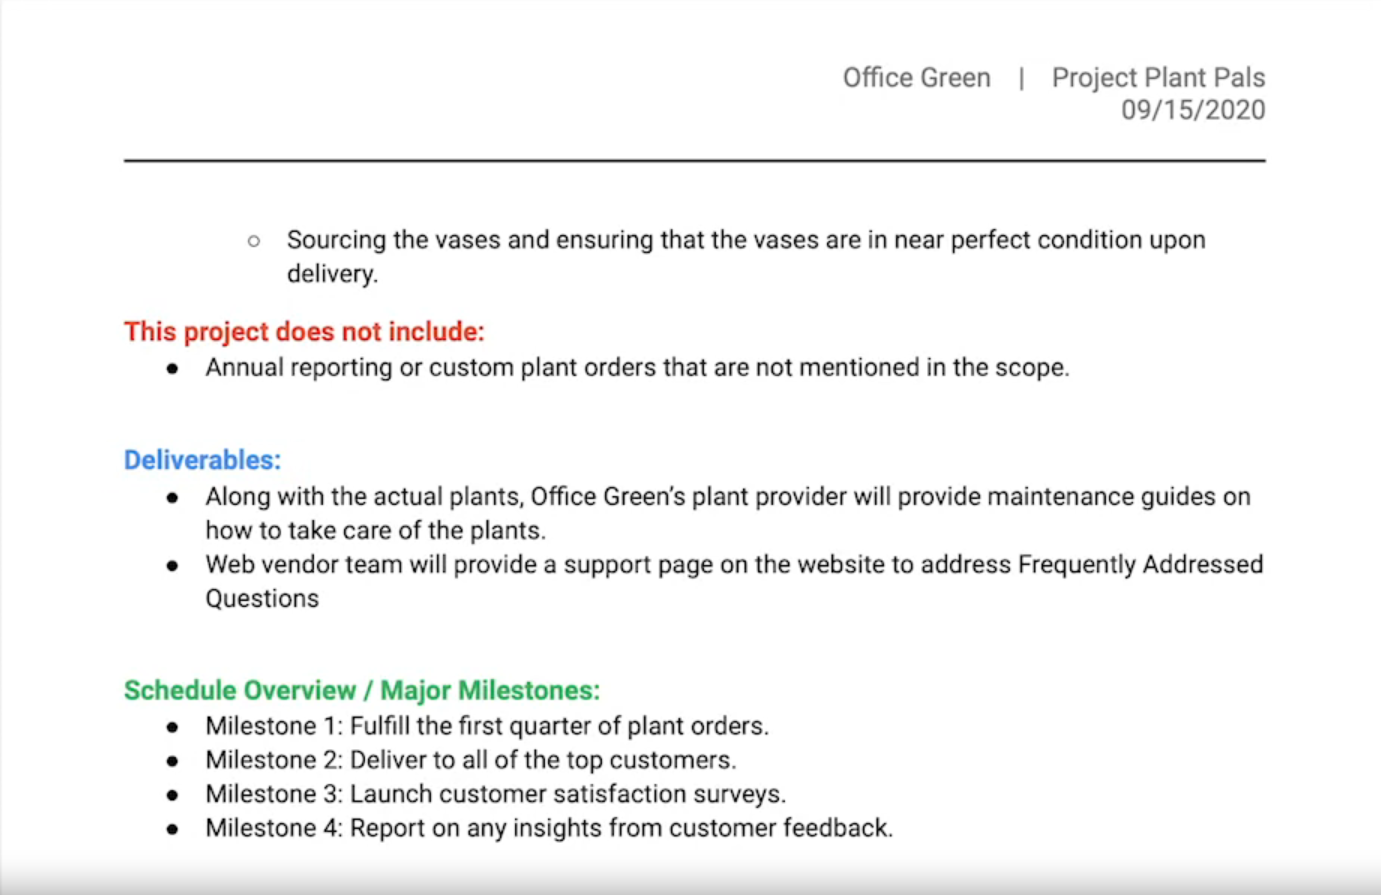 Office Green | Project Plant Pals
09/15/2020
○ Sourcing the vases and ensuring that the vases are in near perfect condition upon
delivery.
This project does not include:
● Annual reporting or custom plant orders that are not mentioned in the scope.
Deliverables:
● Along with the actual plants, Office Green’s plant provider will provide maintenance guides on
how to take care of the plants.
● Web vendor team will provide a support page on the website to address Frequently Addressed
Questions
Schedule Overview / Major Milestones:
● Milestone 1: Fulfill the first quarter of plant orders.
● Milestone 2: Deliver to all of the top customers.
● Milestone 3: Launch customer satisfaction surveys.
● Milestone 4: Report on any insights from customer feedback.